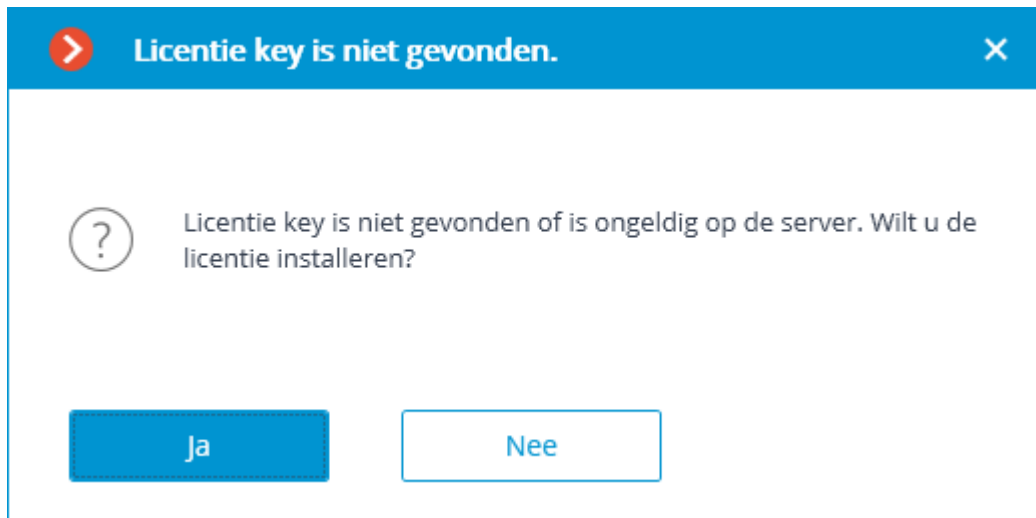 Licentie key is niet gevonden.
Licentie key is niet gevonden of is ongeldig op de server. Wilt u de
licentie installeren?
Ja
Nee